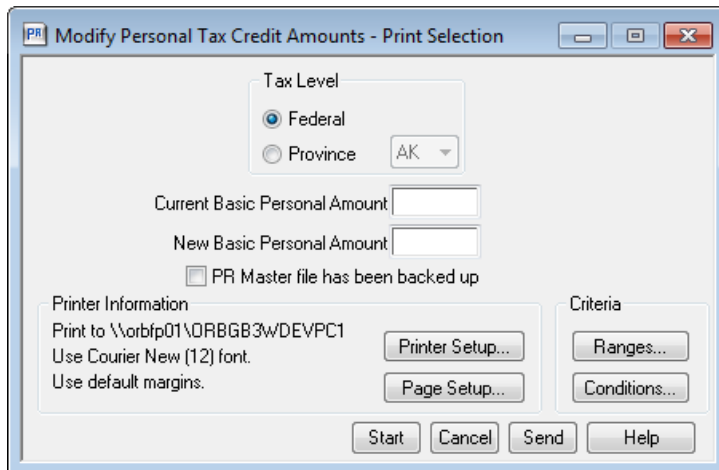 PR Modify Personal Tax Credit Amounts - Print Selection
Tax Level
Federal
Province AK
Current Basic Personal Amount
New Basic Personal Amount
PR Master file has been backed up
Printer Information
Print to \\orbfp01\ORBGB3WDEVPC1
Use Courier New (12) font.
Use default margins.
Printer Setup...
Page Setup...
Criteria
Ranges...
Conditions...
Start Cancel Send Help